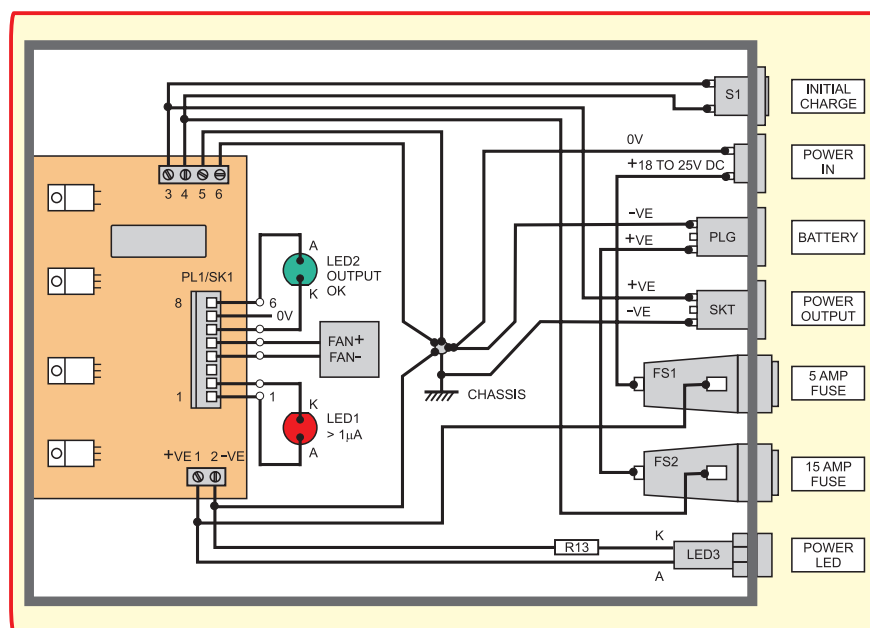 S1
INITIAL
CHARGE
0V
+18 TO 25V DC
POWER
IN
3 4 5 6
-VE
+VE
PLG
BATTERY
A
LED2
OUTPUT
OK
K
PL1/SK1
8
6
0V
+VE
-VE
SKT
POWER
OUTPUT
FAN+
FAN-
FS1
5 AMP
FUSE
CHASSIS
1
1
K
LED1
> 1µA
A
+VE 1 2 -VE
FS2
15 AMP
FUSE
R13
K
A
LED3
POWER
LED